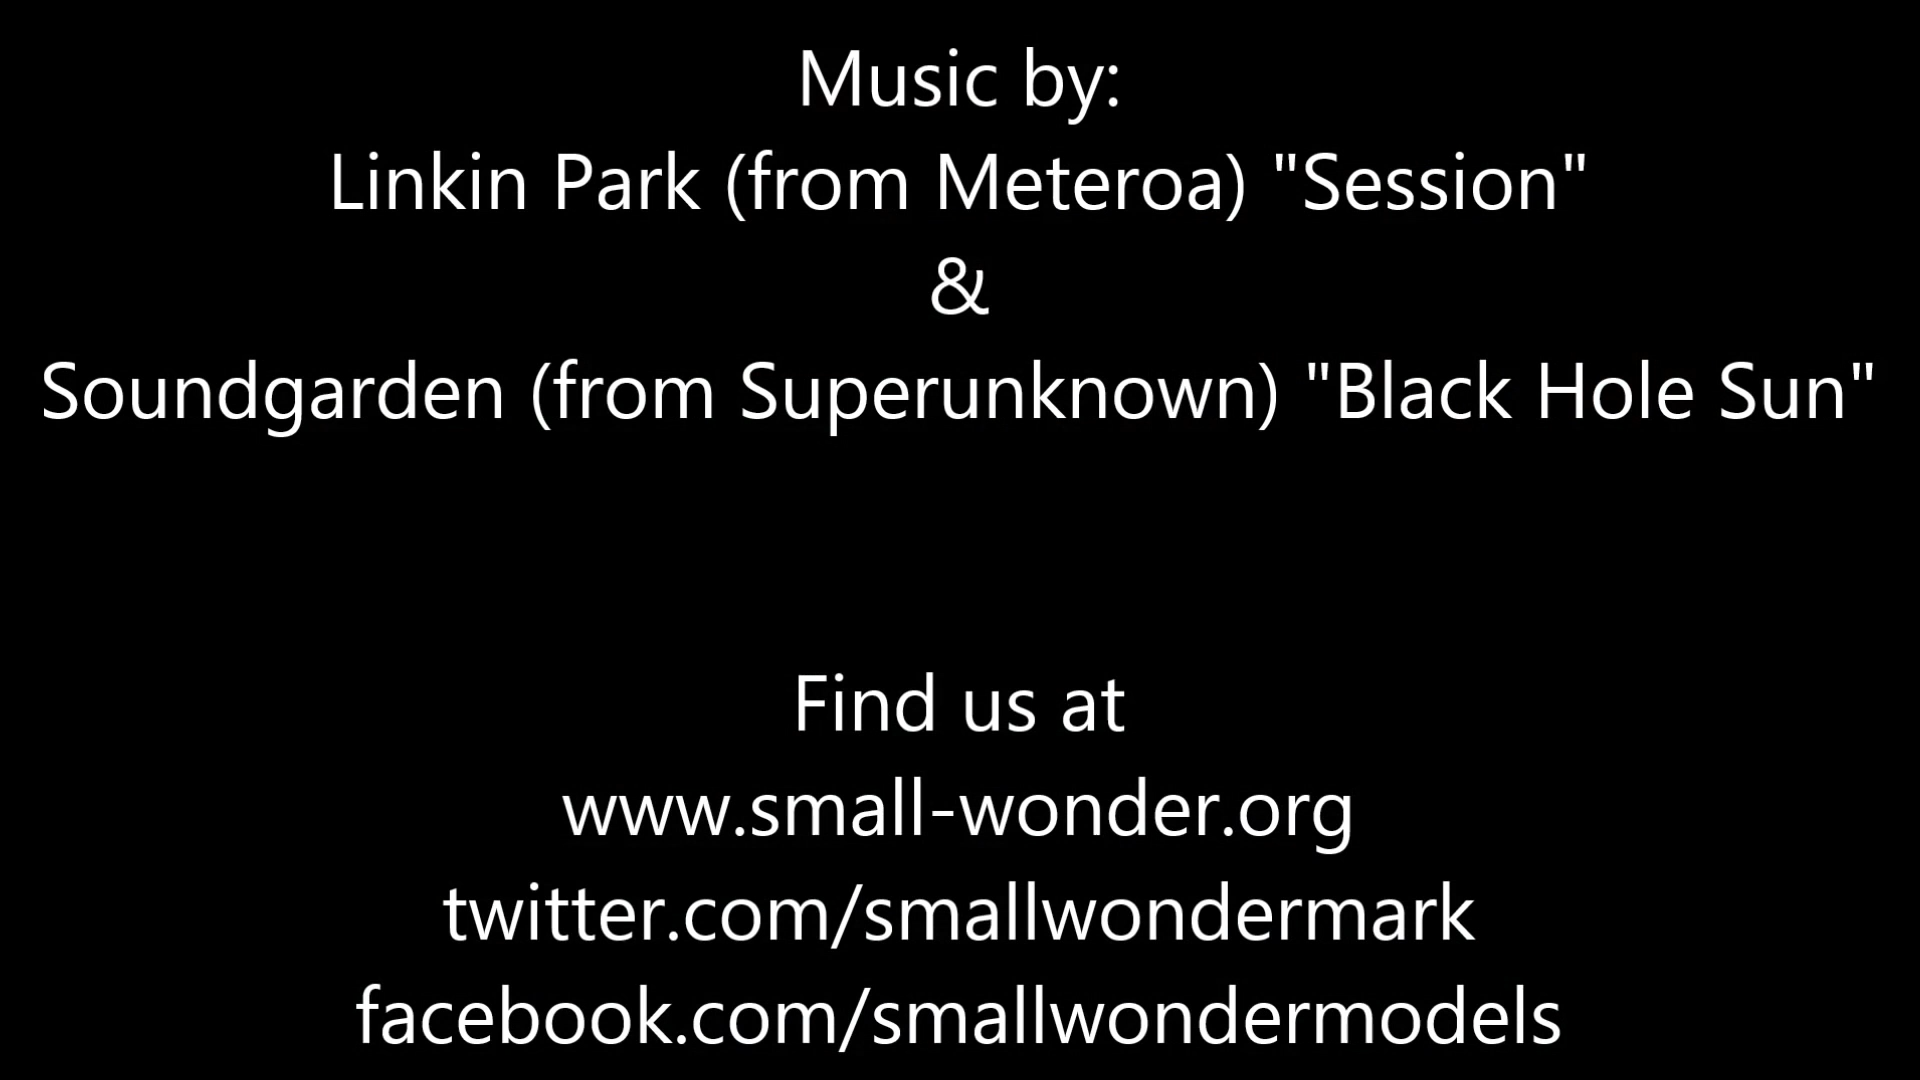 Music by:
Linkin Park (from Meteroa) "Session"
&
Soundgarden (from Superunknown) "Black Hole Sun"
Find us at
www.small-wonder.org
twitter.com/smallwondermark
facebook.com/smallwondermodels